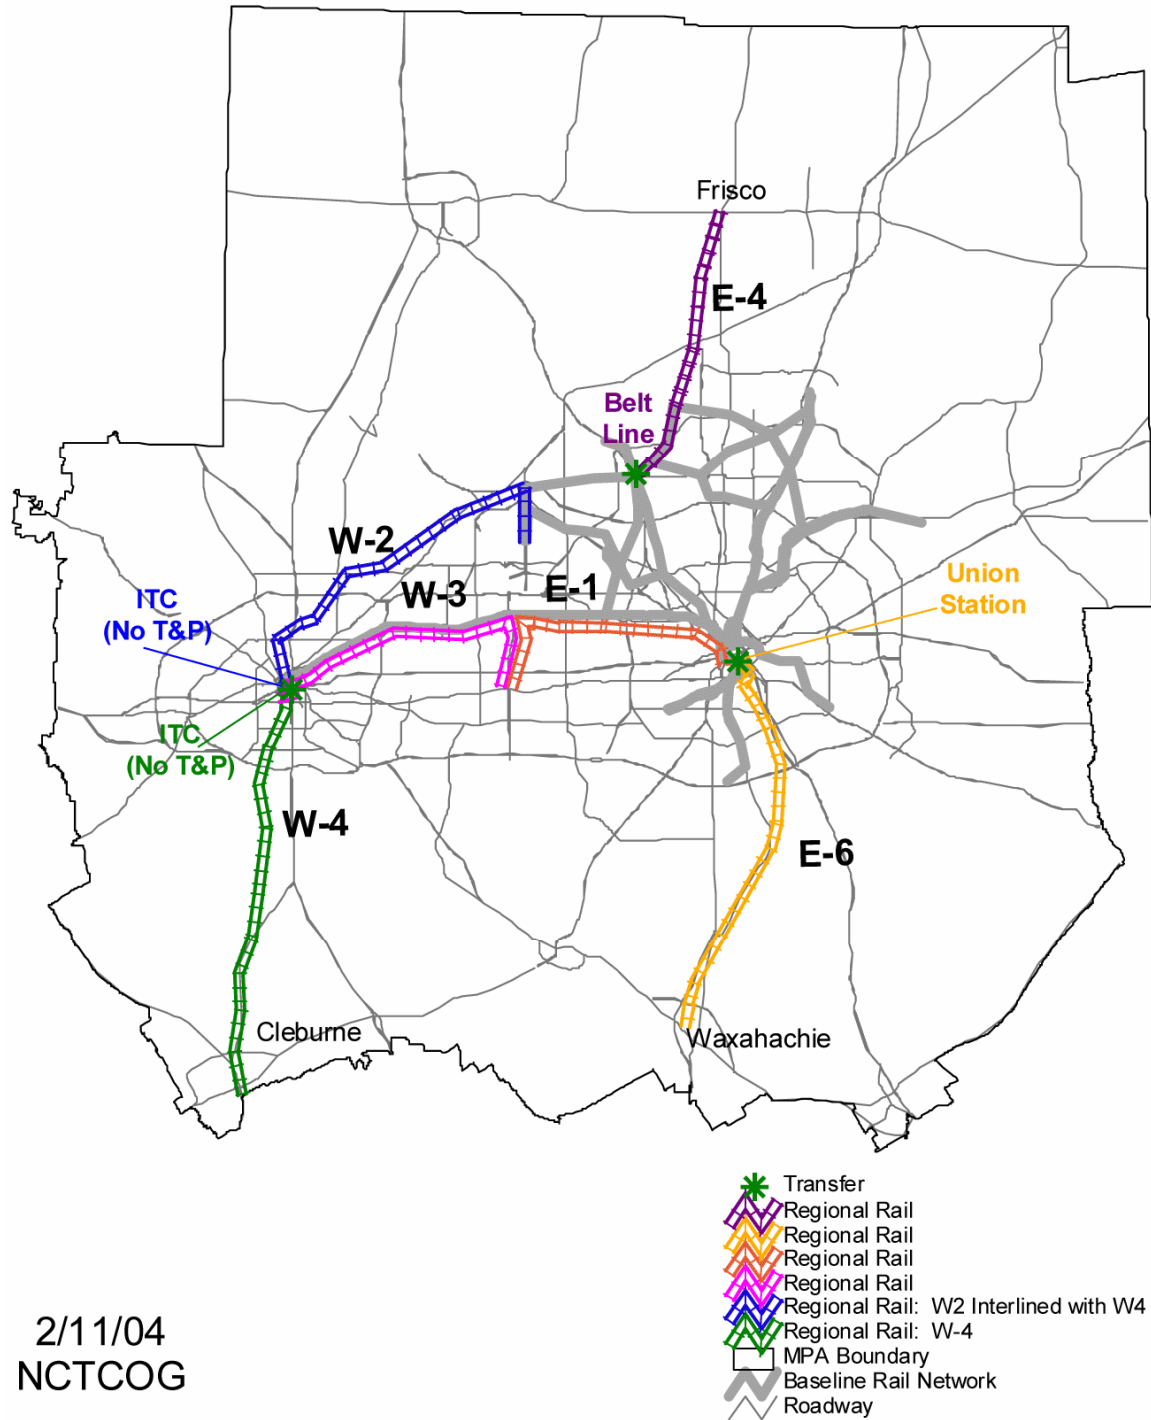 Frisco
E-4
Belt
Line
W-2
E-1
W-3
Union
Station
ITC
(No T&P)
ITC
(No T&P)
W-4
E-6
Cleburne
Waxahachie
Transfer
Regional Rail
Regional Rail
Regional Rail
Regional Rail
Regional Rail: W2 Interlined with W4
Regional Rail: W-4
MPA Boundary
Baseline Rail Network
Roadway
2/11/04
NCTCOG